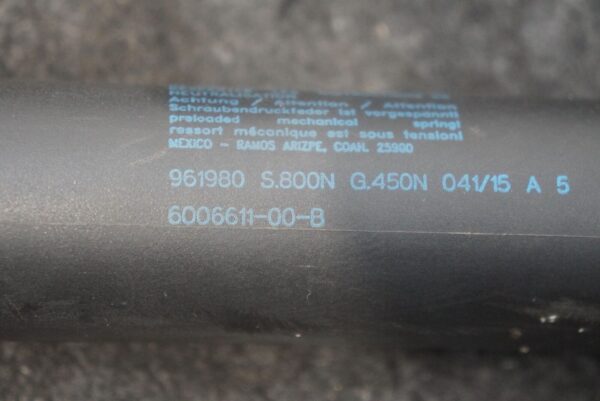 Achtung / Attention / Attention
Schraubendruckfeder ist vorgespannt!
preloaded mechanical spring!
ressort mécanique est sous tension!
MEXICO - RAMOS ARIZPE, COAH. 25900
961980 S.800N G.450N 041/15 A 5
6006611-00-B